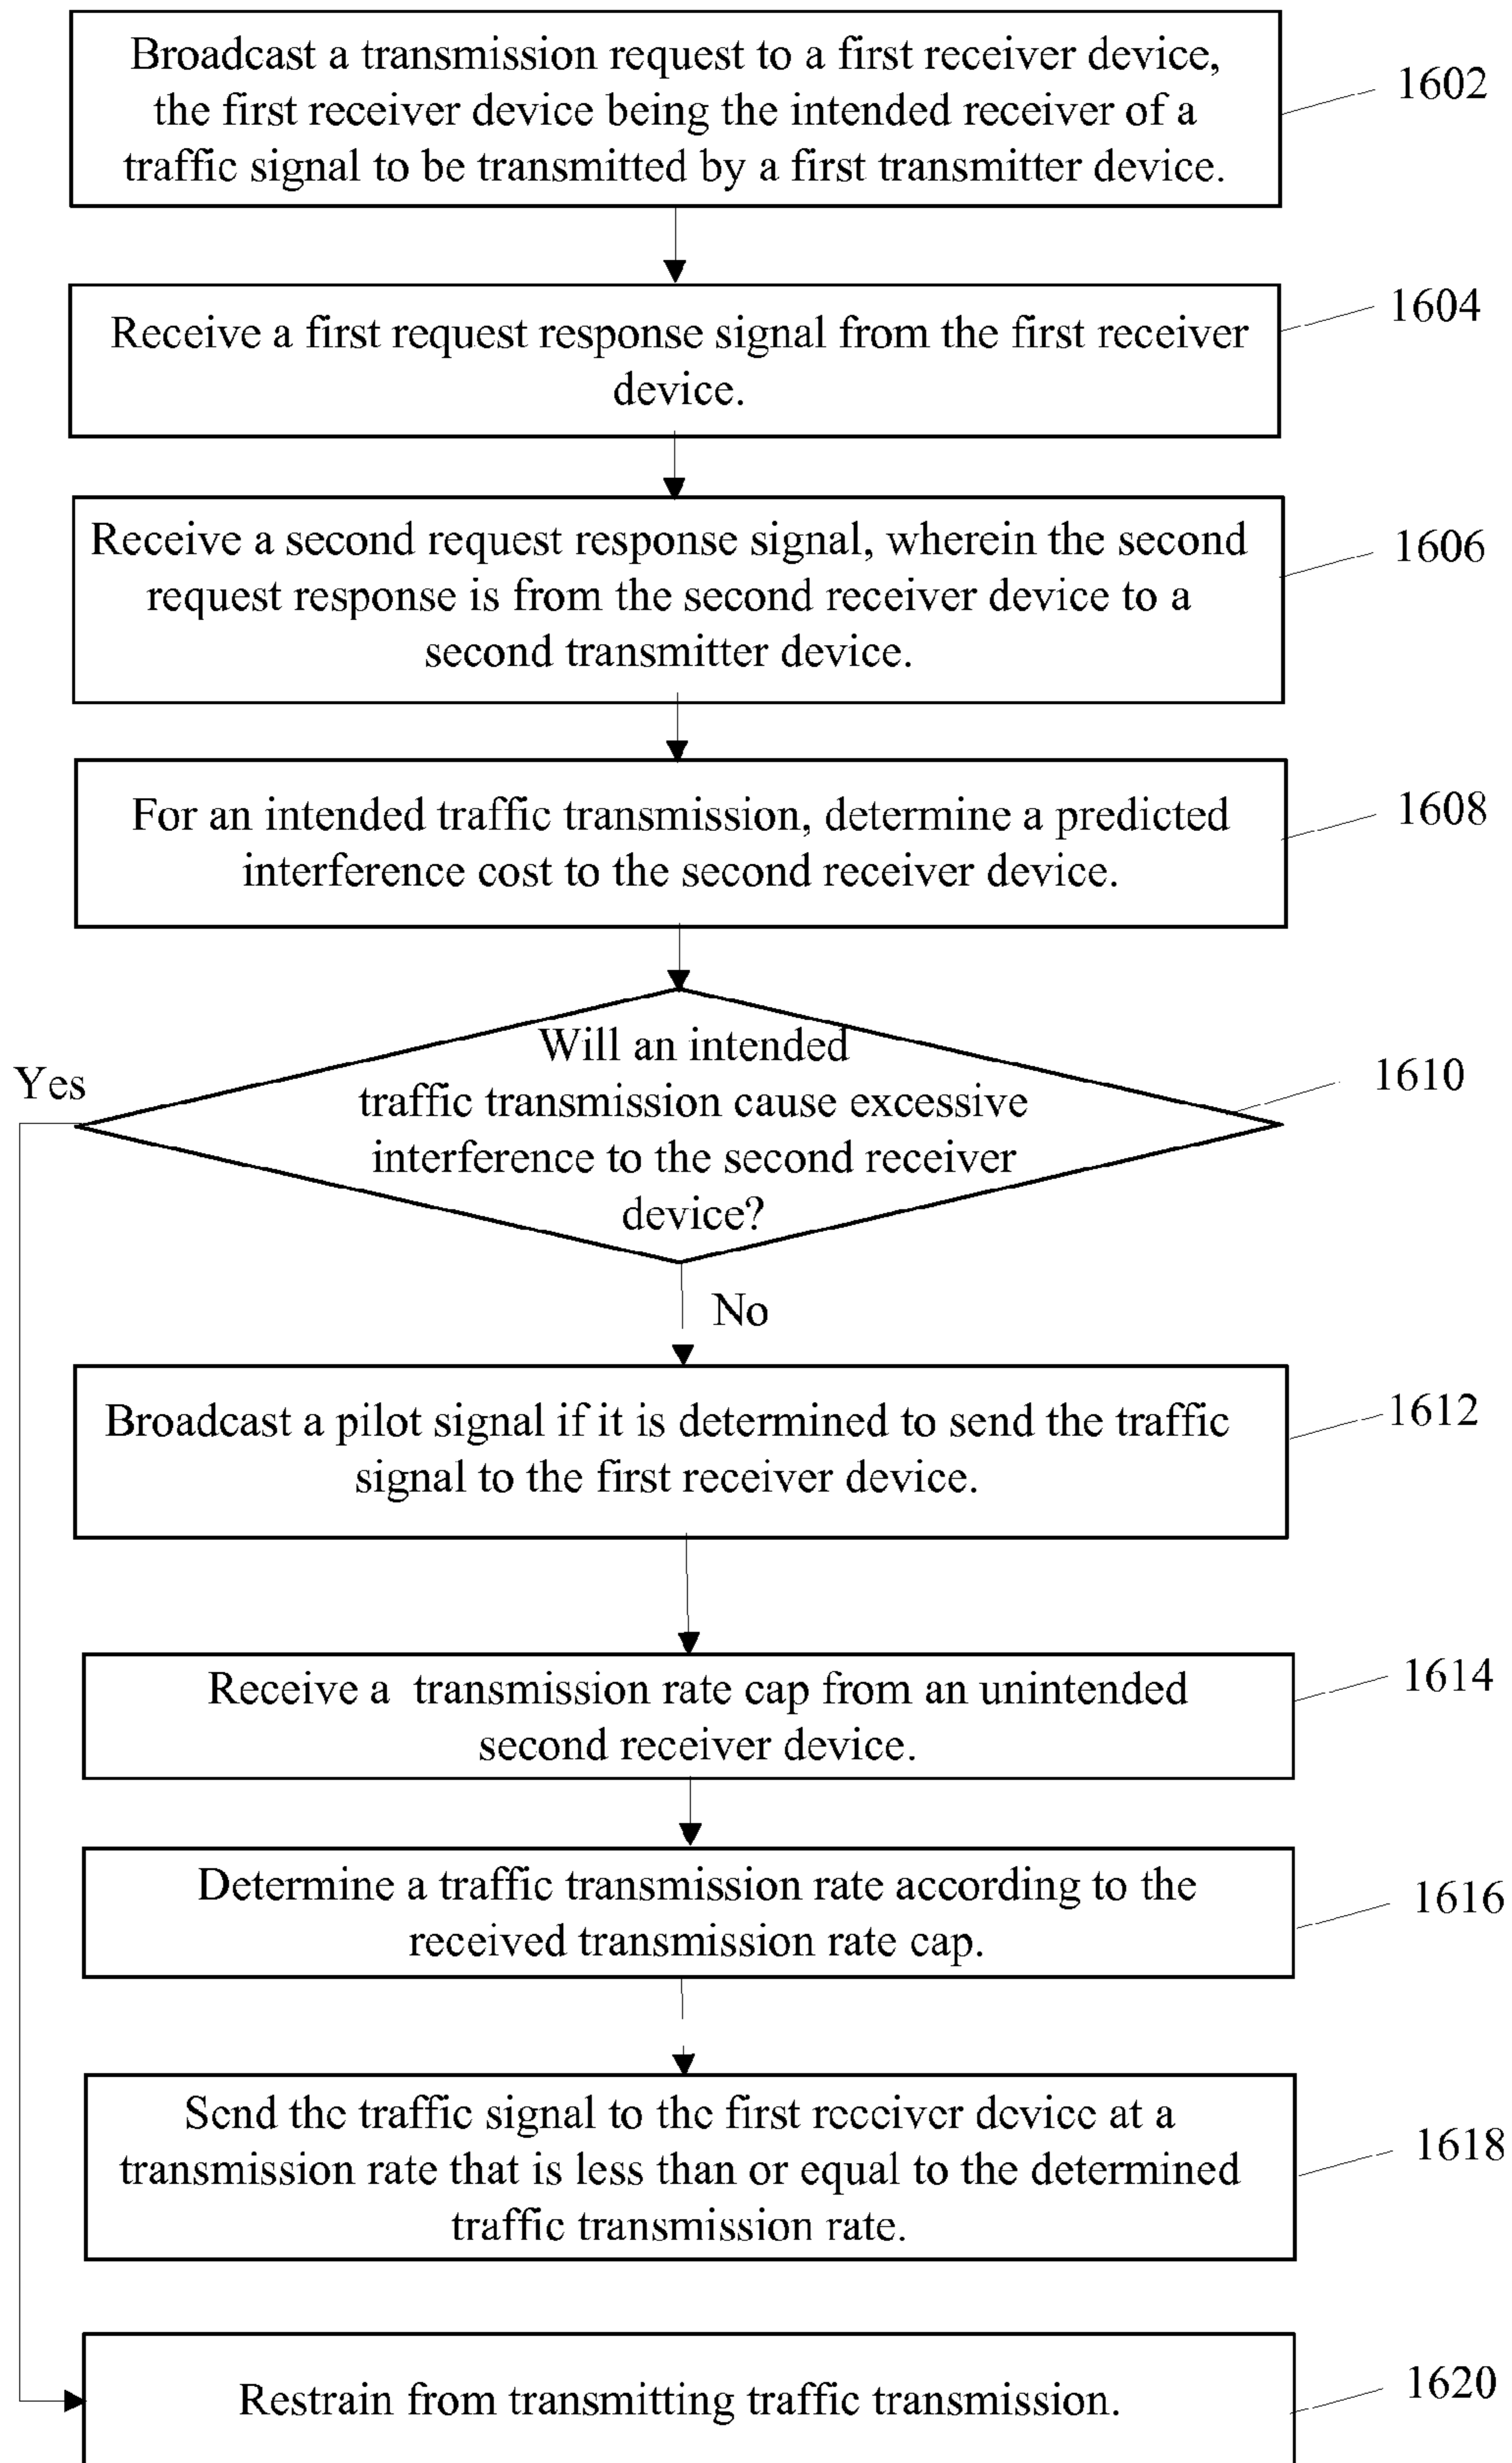 Broadcast a transmission request to a first receiver device,
the first receiver device being the intended receiver of a
traffic signal to be transmitted by a first transmitter device.
1602
Receive a first request response signal from the first receiver
device.
1604
Receive a second request response signal, wherein the second
request response is from the second receiver device to a
second transmitter device.
1606
For an intended traffic transmission, determine a predicted
interference cost to the second receiver device.
1608
Will an intended
traffic transmission cause excessive
interference to the second receiver
device?
1610
Yes
No
Broadcast a pilot signal if it is determined to send the traffic
signal to the first receiver device.
1612
Receive a transmission rate cap from an unintended
second receiver device.
1614
Determine a traffic transmission rate according to the
received transmission rate cap.
1616
Send the traffic signal to the first receiver device at a
transmission rate that is less than or equal to the determined
traffic transmission rate.
1618
Restrain from transmitting traffic transmission.
1620